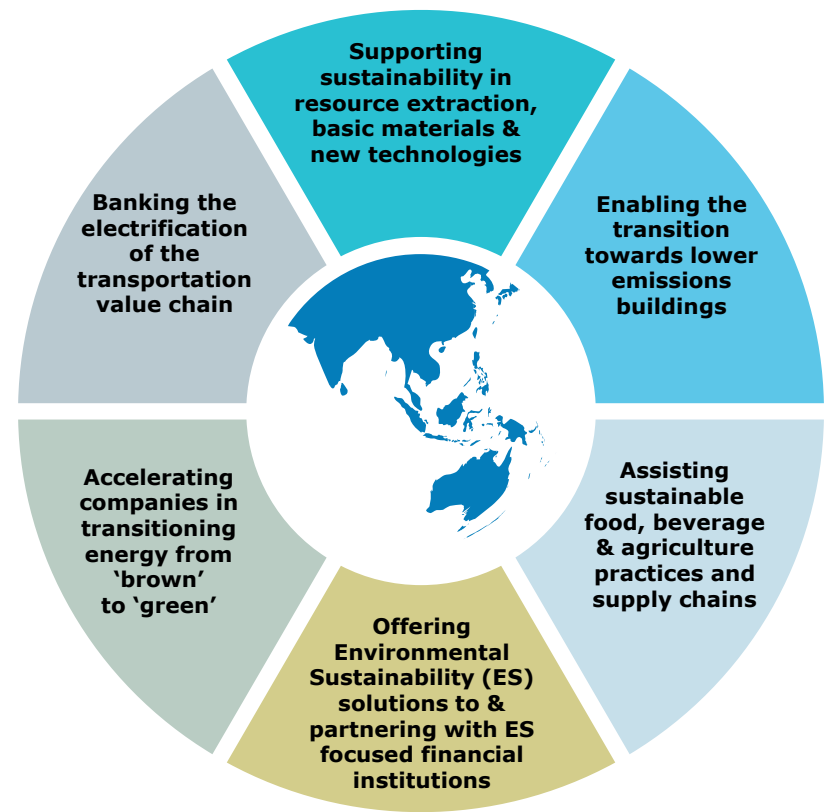 Supporting
sustainability in
resource extraction,
basic materials &
new technologies
Enabling the
transition
towards lower
emissions
buildings
Assisting
sustainable
food, beverage
& agriculture
practices and
supply chains
Offering
Environmental
Sustainability (ES)
solutions to &
partnering with ES
focused financial
institutions
Accelerating
companies in
transitioning
energy from
‘brown’
to ‘green’
Banking the
electrification
of the
transportation
value chain